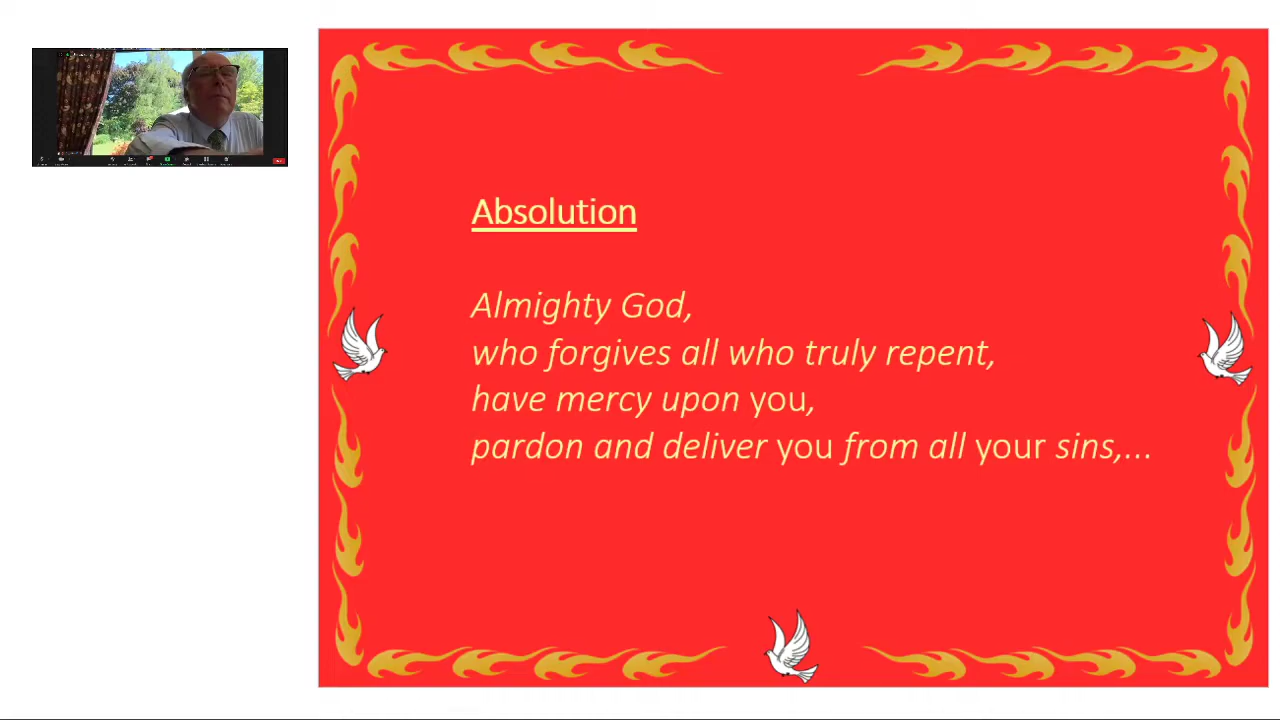 Absolution
Almighty God,
who forgives all who truly repent,
have mercy upon you,
pardon and deliver you from all your sins,...